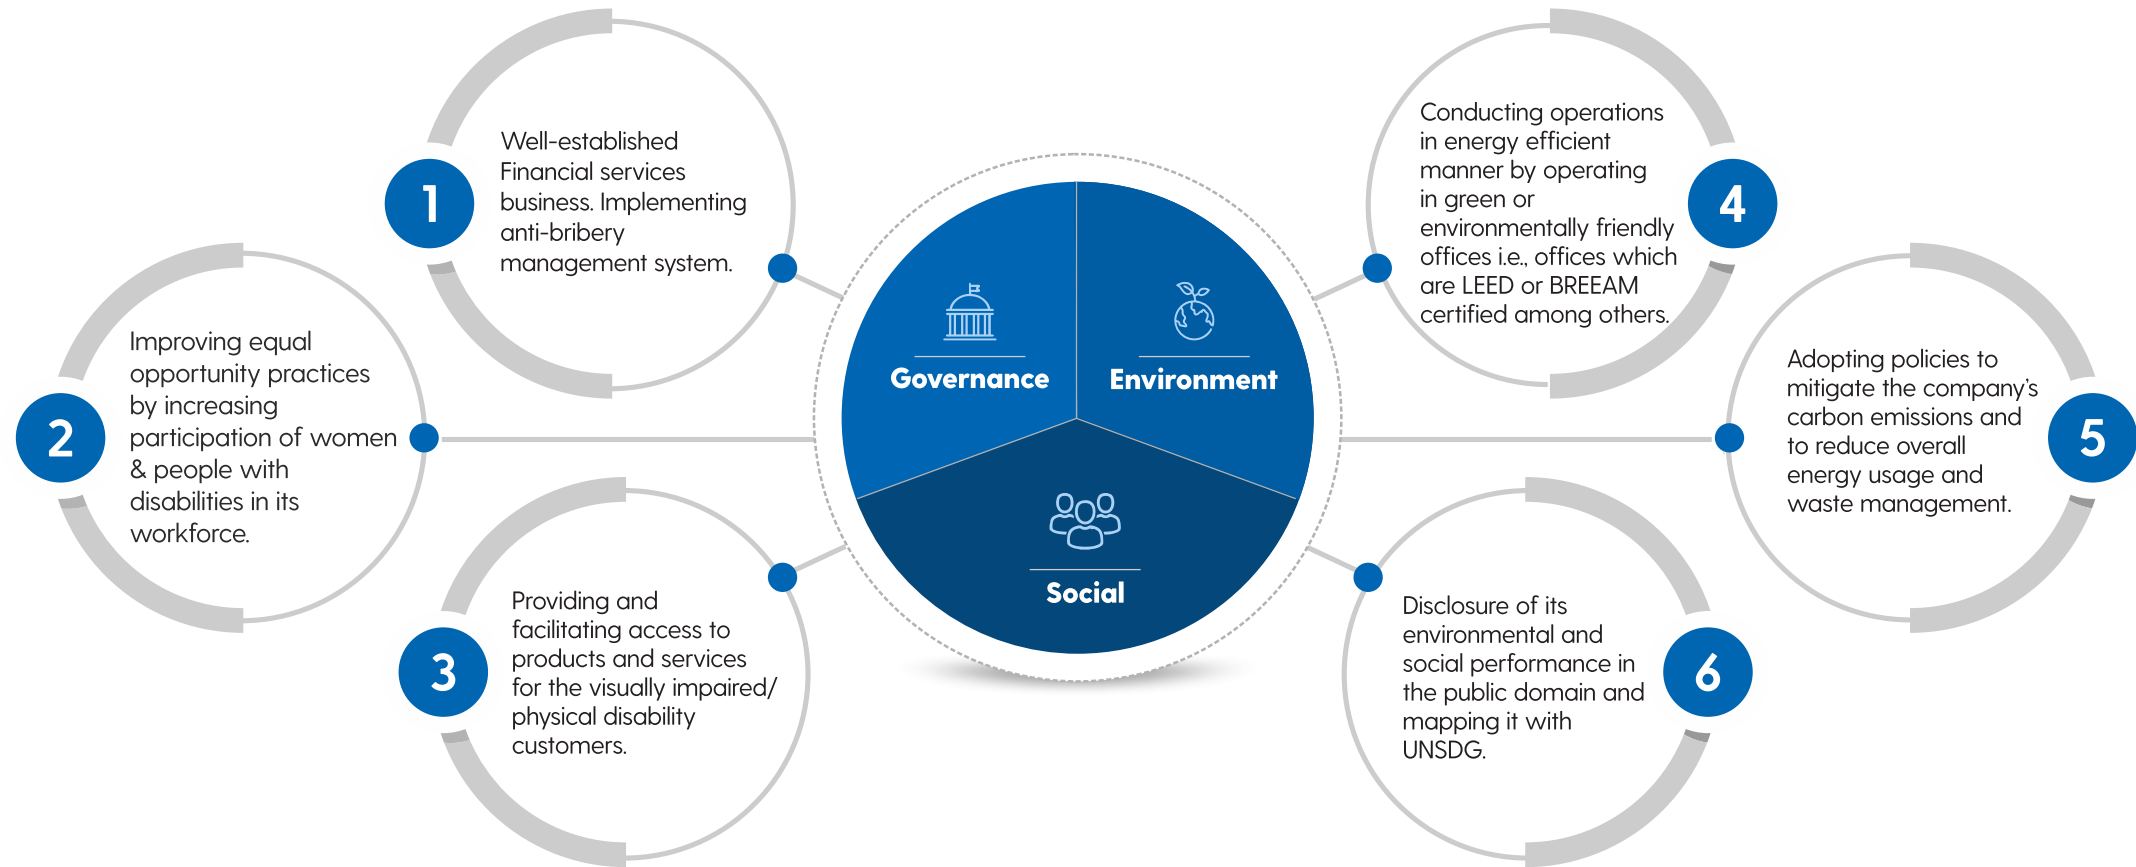 1
Well-established
Financial services
business. Implementing
anti-bribery
management system.
2
Improving equal
opportunity practices
by increasing
participation of women
& people with
disabilities in its
workforce.
3
Providing and
facilitating access to
products and services
for the visually impaired/
physical disability
customers.
Governance
Environment
Social
4
Conducting operations
in energy efficient
manner by operating
in green or
environmentally friendly
offices i.e., offices which
are LEED or BREEAM
certified among others.
5
Adopting policies to
mitigate the company's
carbon emissions and
to reduce overall
energy usage and
waste management.
6
Disclosure of its
environmental and
social performance in
the public domain and
mapping it with
UNSDG.